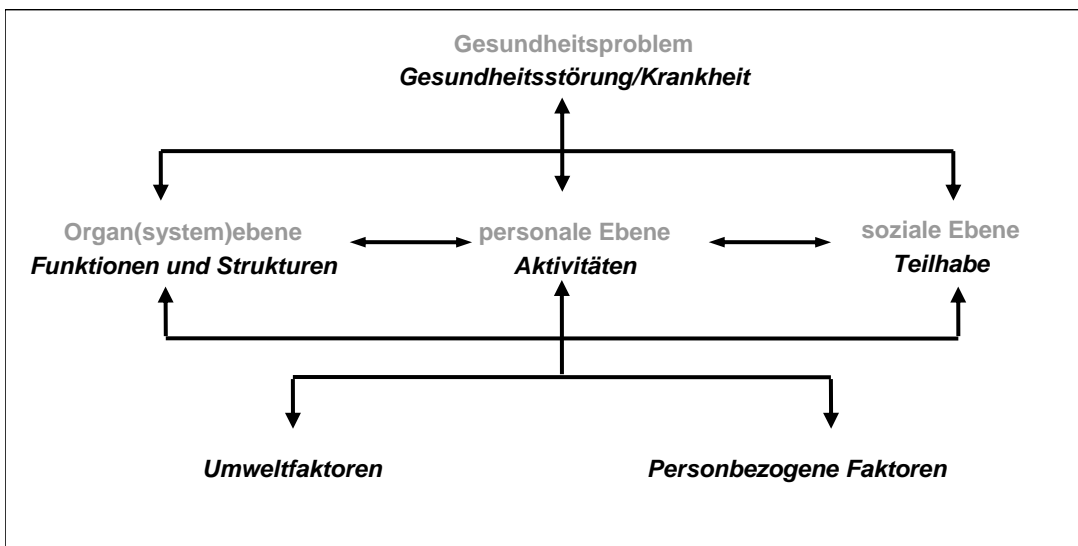 Gesundheitsproblem
Gesundheitsstörung/Krankheit
Organ(system)ebene
Funktionen und Strukturen
personale Ebene
Aktivitäten
soziale Ebene
Teilhabe
Umweltfaktoren
Personbezogene Faktoren